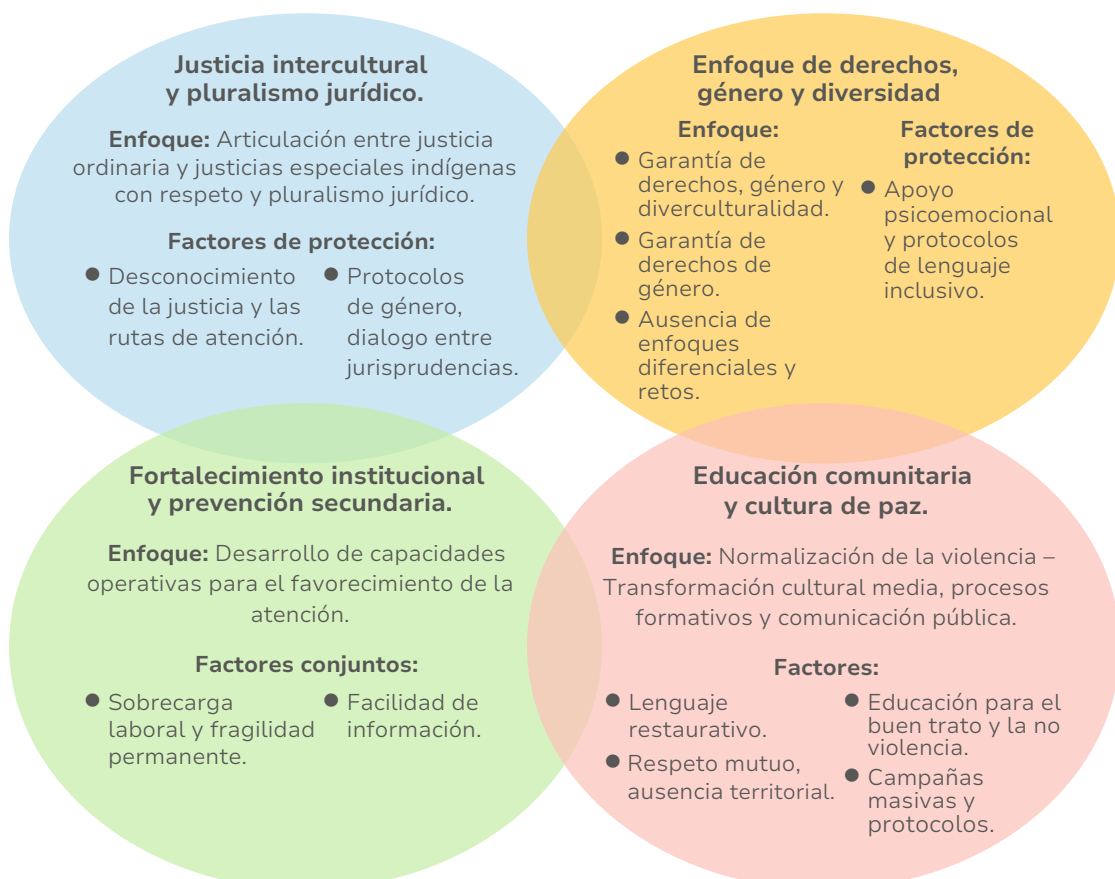 Justicia intercultural
y pluralismo jurídico.
Enfoque: Articulación entre justicia
ordinaria y justicias especiales indígenas
con respeto y pluralismo jurídico.
Factores de protección:
● Desconocimiento
de la justicia y las
rutas de atención.
● Protocolos
de género,
dialogo entre
jurisprudencias.
Enfoque de derechos,
género y diversidad
Enfoque:
● Garantía de
derechos, género y
diverculturalidad.
● Garantía de
derechos de
género.
● Ausencia de
enfoques
diferenciales y
retos.
Factores de
protección:
● Apoyo
psicoemocional
y protocolos
de lenguaje
inclusivo.
Fortalecimiento institucional
y prevención secundaria.
Enfoque: Desarrollo de capacidades
operativas para el favorecimiento de la
atención.
Factores conjuntos:
● Sobrecarga
laboral y fragilidad
permanente.
● Facilidad de
información.
Educación comunitaria
y cultura de paz.
Enfoque: Normalización de la violencia –
Transformación cultural media, procesos
formativos y comunicación pública.
Factores:
● Lenguaje
restaurativo.
● Respeto mutuo,
ausencia territorial.
● Educación para el
buen trato y la no
violencia.
● Campañas
masivas y
protocolos.